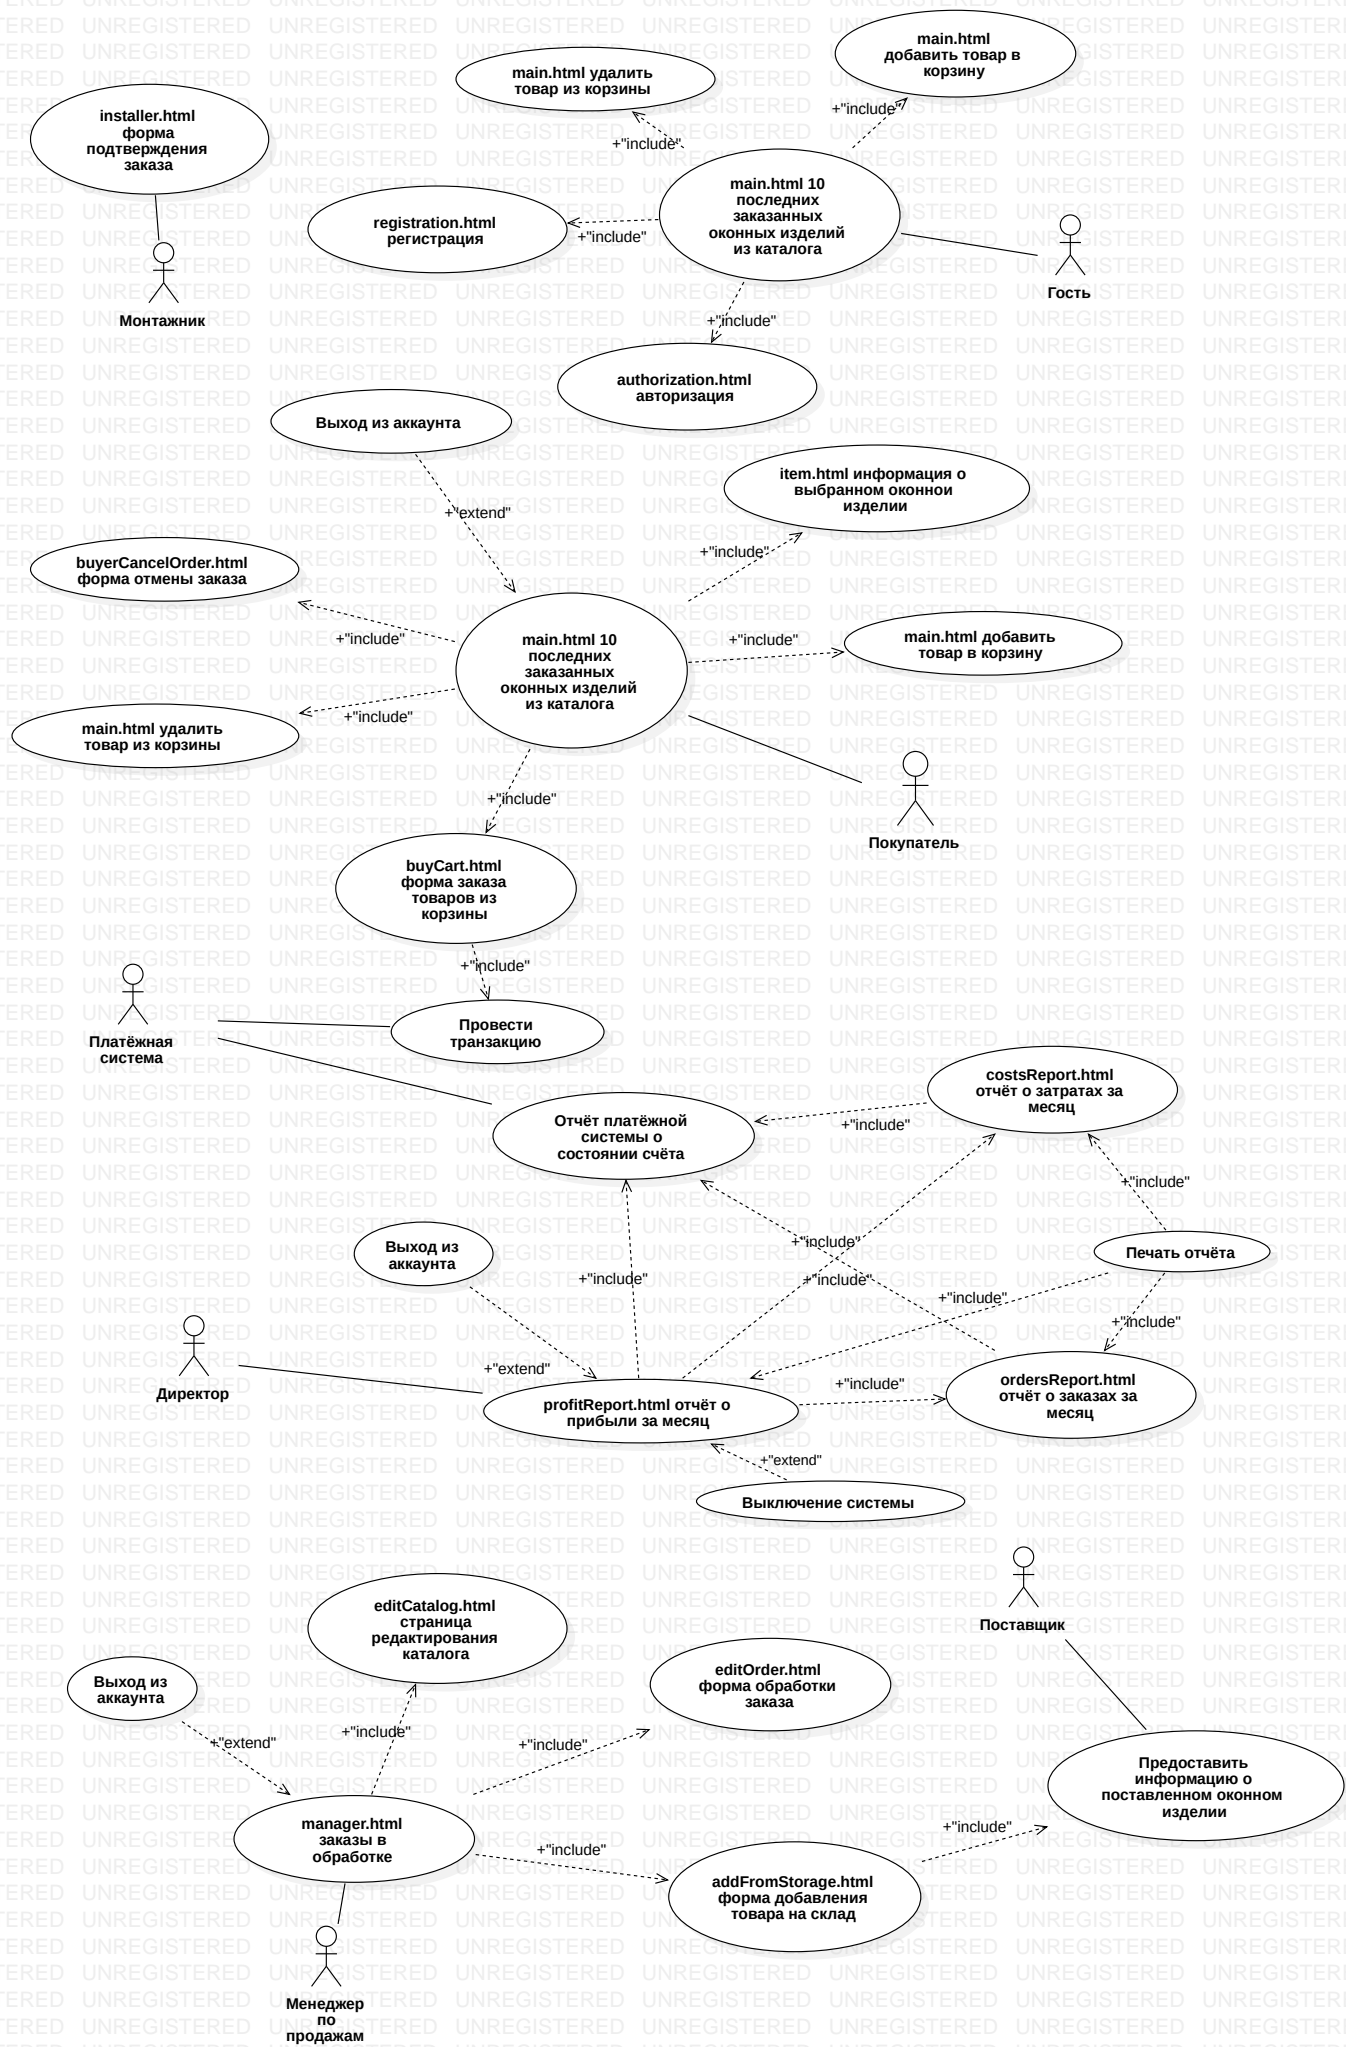 main.html
добавить товар в
корзину
main.html удалить
товар из корзины
+"include"
+"include"
installer.html
форма
подтверждения
заказа
main.html 10
последних
заказанных
оконных изделий
из каталога
registration.html
регистрация
+"include"
Гость
Монтажник
+"include"
authorization.html
авторизация
Выход из аккаунта
+"extend"
item.html информация о
выбранном оконнои
изделии
+"include"
buyerCancelOrder.html
форма отмены заказа
+"include"
main.html 10
последних
заказанных
оконных изделий
из каталога
+"include"
main.html добавить
товар в корзину
+"include"
main.html удалить
товар из корзины
+"include"
Покупатель
buyCart.html
форма заказа
товаров из
корзины
+"include"
Платёжная
система
Провести
транзакцию
Отчёт платёжной
системы о
состоянии счёта
costsReport.html
отчёт о затратах за
месяц
+"include"
+"include"
Выход из
аккаунта
+"include"
+"include"
+"include"
Печать отчёта
+"include"
+"include"
Директор
+"extend"
profitReport.html отчёт о
прибыли за месяц
+"include"
ordersReport.html
отчёт о заказах за
месяц
+"extend"
Выключение системы
Поставщик
editCatalog.html
страница
редактирования
каталога
editOrder.html
форма обработки
заказа
Выход из
аккаунта
+"extend"
+"include"
+"include"
Предоставить
информацию о
поставленном оконном
изделии
manager.html
заказы в
обработке
+"include"
+"include"
addFromStorage.html
форма добавления
товара на склад
Менеджер
по
продажам